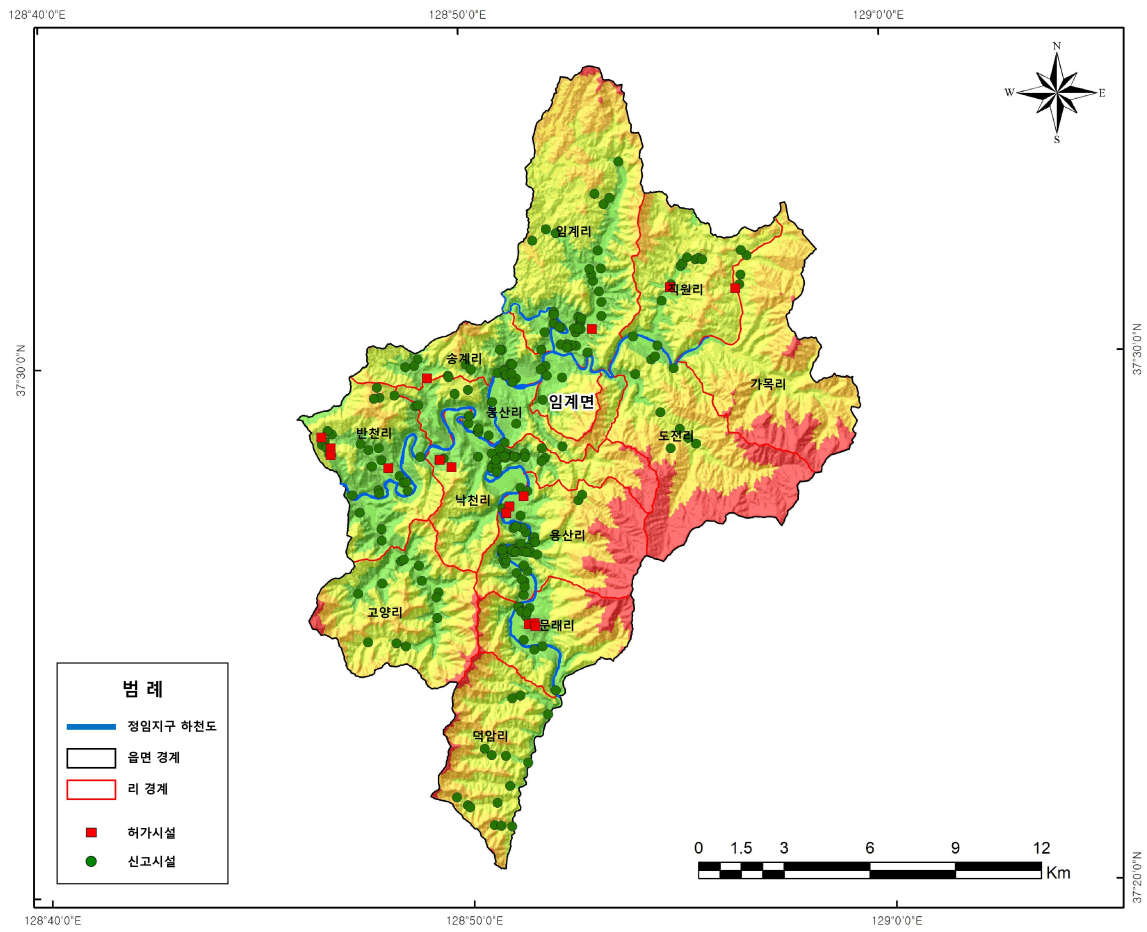 128°40'0"E 128°50'0"E 129°0'0"E
N
W E
S
임계리
직원리
37°30'0"N 37°30'0"N
송계리
가목리
임계면
봉산리
반천리
도전리
낙천리
용산리
고양리
문래리
덕암리
범 례
정임지구 하천도
읍면 경계
리 경계
허가시설
신고시설
0 1.5 3 6 9 12
Km
37°20'0"N
128°40'0"E 128°50'0"E 129°0'0"E